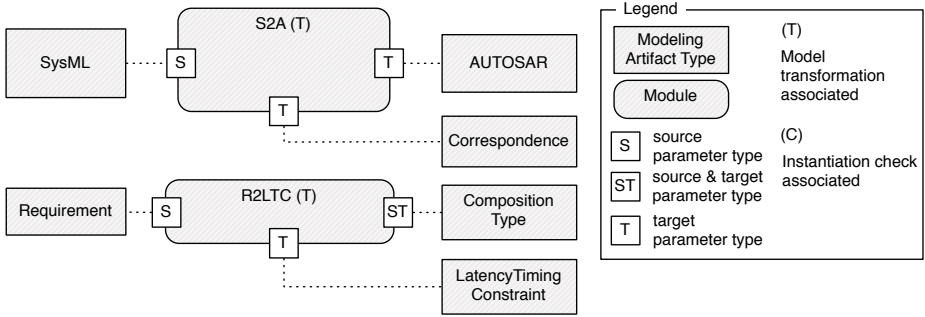 S2A (T)
SysML
S
T
AUTOSAR
T
Correspondence
R2LTC (T)
Requirement
S
ST
Composition
Type
T
LatencyTiming
Constraint
Legend
Modeling
Artifact Type
Module
S
source
parameter type
ST
source & target
parameter type
T
target
parameter type
(T)
Model
transformation
associated
(C)
Instantiation check
associated